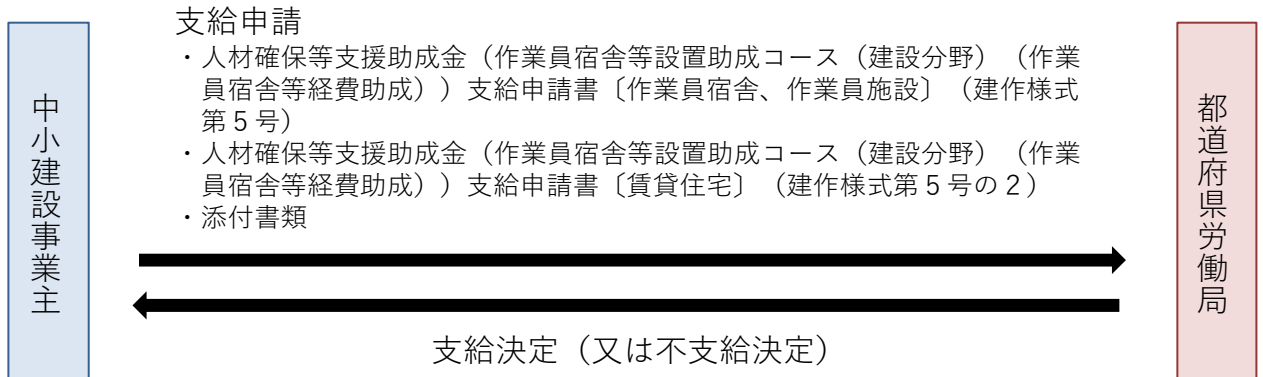 支給申請
・人材確保等支援助成金（作業員宿舎等設置助成コース（建設分野）（作業
員宿舎等経費助成））支給申請書〔作業員宿舎、作業員施設〕（建作様式
第５号）
・人材確保等支援助成金（作業員宿舎等設置助成コース（建設分野）（作業
員宿舎等経費助成））支給申請書〔賃貸住宅〕（建作様式第５号の２）
・添付書類
中小建設事業主
都道府県労働局
支給決定（又は不支給決定）